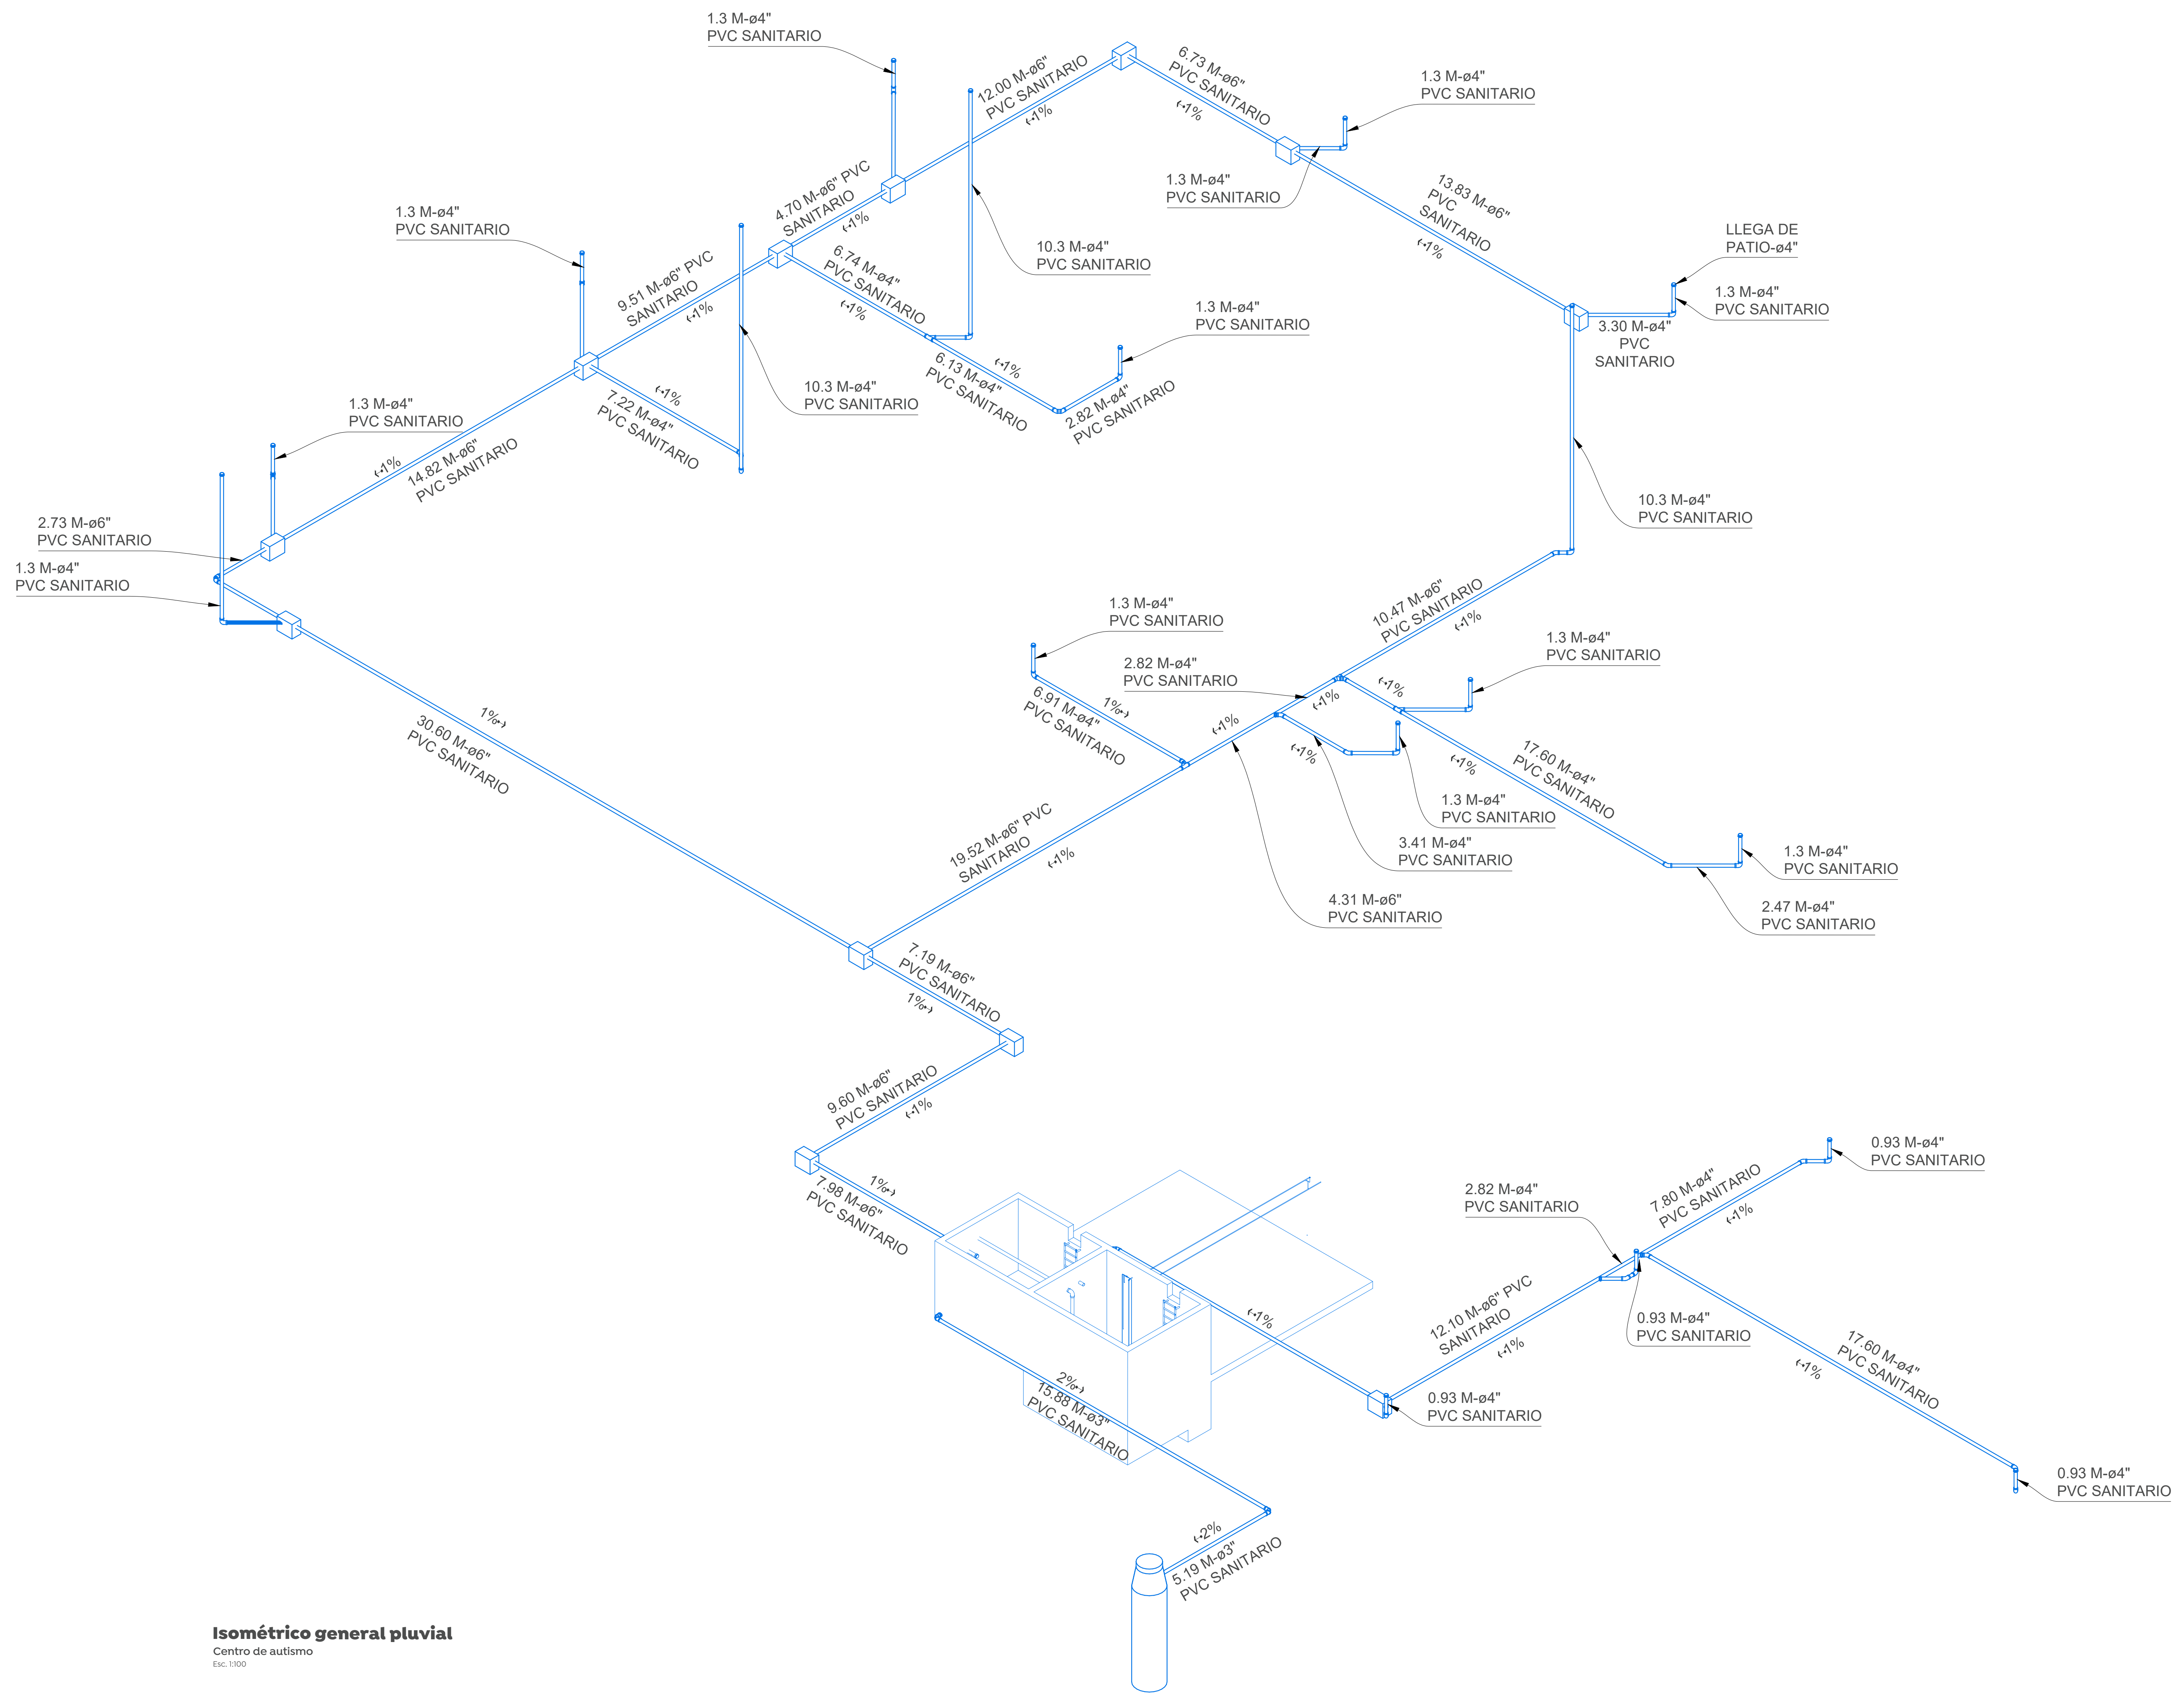 1.3 M-ø4"
PVC SANITARIO
12.00 M-ø6"
PVC SANITARIO
‹•1%
6.73 M-ø6"
PVC SANITARIO
‹•1%
1.3 M-ø4"
PVC SANITARIO
1.3 M-ø4"
PVC SANITARIO
13.83 M-ø6"
PVC
SANITARIO
‹•1%
LLEGA DE
PATIO-ø4"
1.3 M-ø4"
PVC SANITARIO
3.30 M-ø4"
PVC
SANITARIO
4.70 M-ø6" PVC
SANITARIO
‹•1%
1.3 M-ø4"
PVC SANITARIO
9.51 M-ø6" PVC
SANITARIO
‹•1%
6.74 M-ø4"
PVC SANITARIO
‹•1%
10.3 M-ø4"
PVC SANITARIO
1.3 M-ø4"
PVC SANITARIO
‹•1%
6.13 M-ø4"
PVC SANITARIO
2.82 M-ø4"
PVC SANITARIO
10.3 M-ø4"
PVC SANITARIO
‹•1%
7.22 M-ø4"
PVC SANITARIO
1.3 M-ø4"
PVC SANITARIO
‹•1%
14.82 M-ø6"
PVC SANITARIO
2.73 M-ø6"
PVC SANITARIO
1.3 M-ø4"
PVC SANITARIO
10.3 M-ø4"
PVC SANITARIO
10.47 M-ø6"
PVC SANITARIO
‹•1%
1.3 M-ø4"
PVC SANITARIO
2.82 M-ø4"
PVC SANITARIO
1.3 M-ø4"
PVC SANITARIO
‹•1%
‹•1%
1%•›
6.91 M-ø4"
PVC SANITARIO
‹•1%
‹•1%
‹•1%
17.60 M-ø4"
PVC SANITARIO
1.3 M-ø4"
PVC SANITARIO
3.41 M-ø4"
PVC SANITARIO
1.3 M-ø4"
PVC SANITARIO
4.31 M-ø6"
PVC SANITARIO
2.47 M-ø4"
PVC SANITARIO
1%•›
30.60 M-ø6"
PVC SANITARIO
19.52 M-ø6" PVC
SANITARIO
‹•1%
7.19 M-ø6"
PVC SANITARIO
1%•›
9.60 M-ø6"
PVC SANITARIO
‹•1%
1%•›
7.98 M-ø6"
PVC SANITARIO
0.93 M-ø4"
PVC SANITARIO
2.82 M-ø4"
PVC SANITARIO
7.80 M-ø4"
PVC SANITARIO
‹•1%
‹•1%
12.10 M-ø6" PVC
SANITARIO
‹•1%
0.93 M-ø4"
PVC SANITARIO
17.60 M-ø4"
PVC SANITARIO
‹•1%
0.93 M-ø4"
PVC SANITARIO
2%•›
15.88 M-ø3"
PVC SANITARIO
0.93 M-ø4"
PVC SANITARIO
‹•2%
5.19 M-ø3"
PVC SANITARIO
Isométrico general pluvial
Centro de autismo
Esc. 1:100